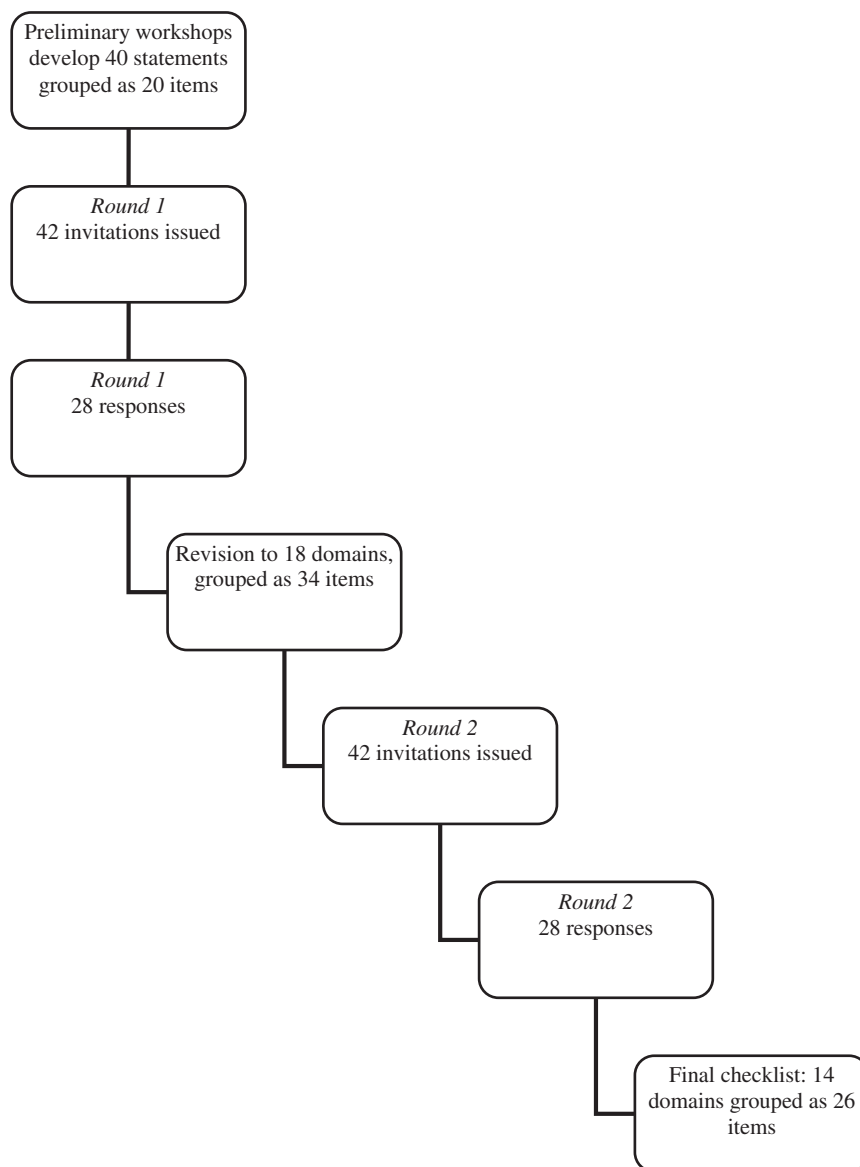 Preliminary workshops
develop 40 statements
grouped as 20 items
Round 1
42 invitations issued
Round 1
28 responses
Revision to 18 domains,
grouped as 34 items
Round 2
42 invitations issued
Round 2
28 responses
Final checklist: 14
domains grouped as 26
items